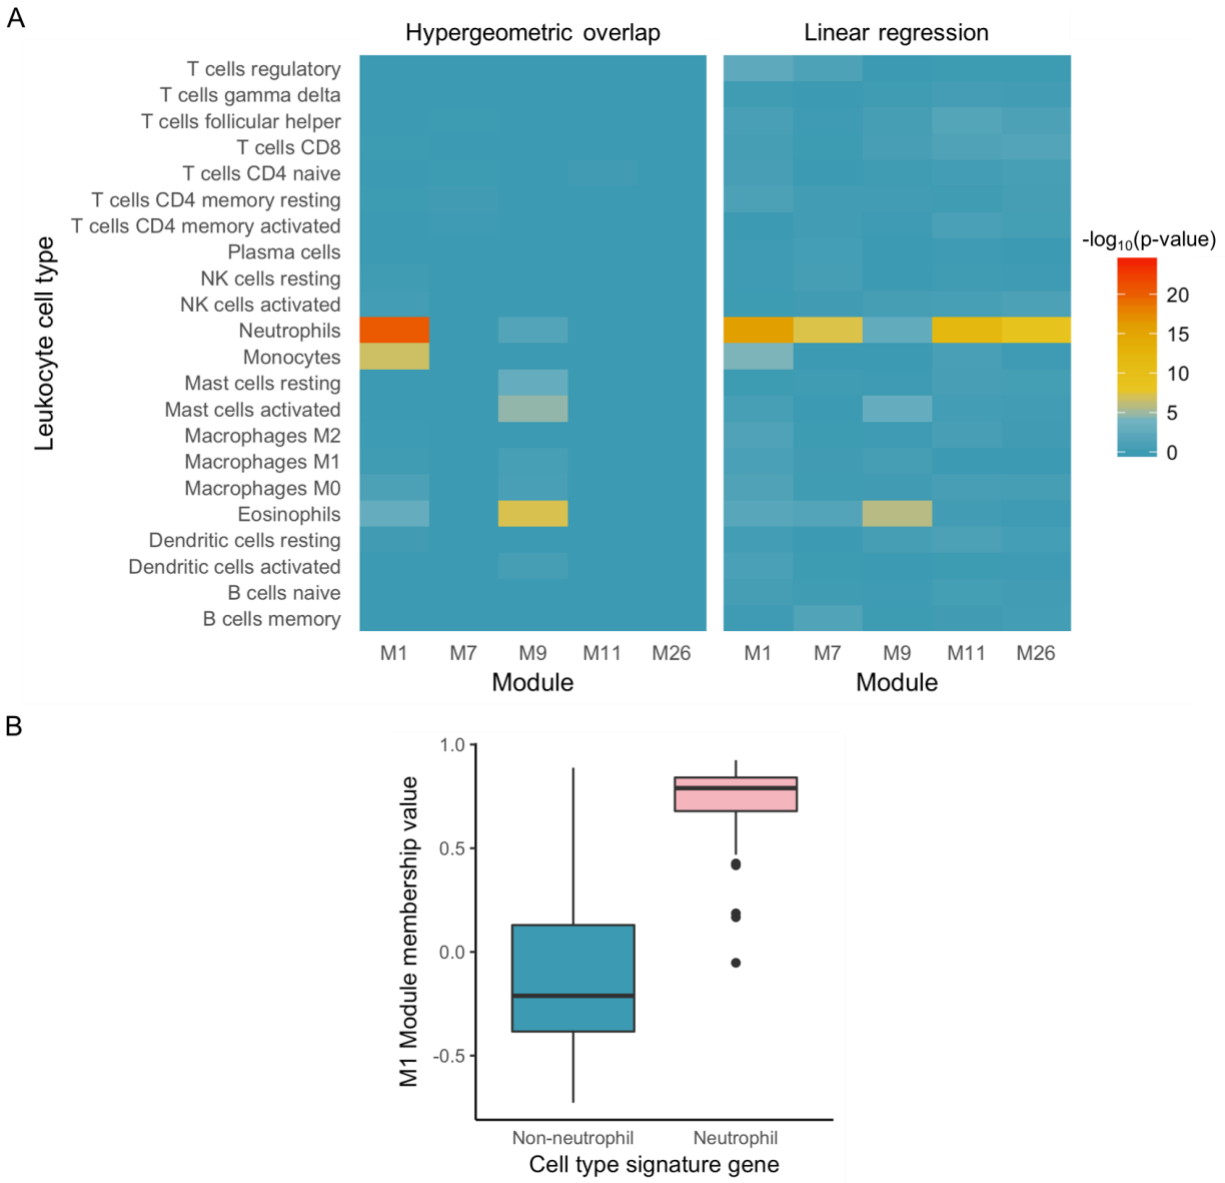 A
Hypergeometric overlap
Linear regression
Leukocyte cell type
T cells regulatory
T cells gamma delta
T cells follicular helper
T cells CD8
T cells CD4 naive
T cells CD4 memory resting
T cells CD4 memory activated
Plasma cells
NK cells resting
NK cells activated
Neutrophils
Monocytes
Mast cells resting
Mast cells activated
Macrophages M2
Macrophages M1
Macrophages M0
Eosinophils
Dendritic cells resting
Dendritic cells activated
B cells naive
B cells memory
M1 M7 M9 M11 M26
Module
M1 M7 M9 M11 M26
Module
-log₁₀(p-value)
20
15
10
5
0
B
M1 Module membership value
1.0
0.5
0.0
-0.5
Non-neutrophil
Neutrophil
Cell type signature gene